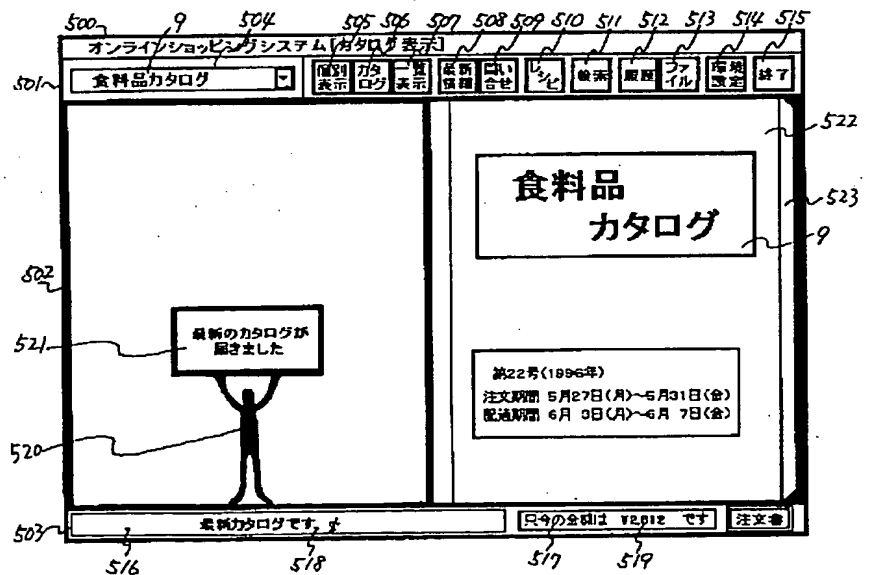 500 9 504 505 506 507 508 509 510 511 512 513 514 515
オンラインショッピングシステム[カタログ表示]
501
食料品カタログ
個別表示 カタログ 一覧表示 最新情報 問い合せ レシピ 検索 履歴 ファイル 環境設定 終了
522
食料品
カタログ
523
9
502
最新のカタログが
届きました
521
第22号(1996年)
注文期間 5月27日(月)~5月31日(金)
配送期間 6月 3日(月)~6月 7日(金)
520
503
最新カタログです。
只今の金額は ¥2,812 です
注文書
516 518 517 519